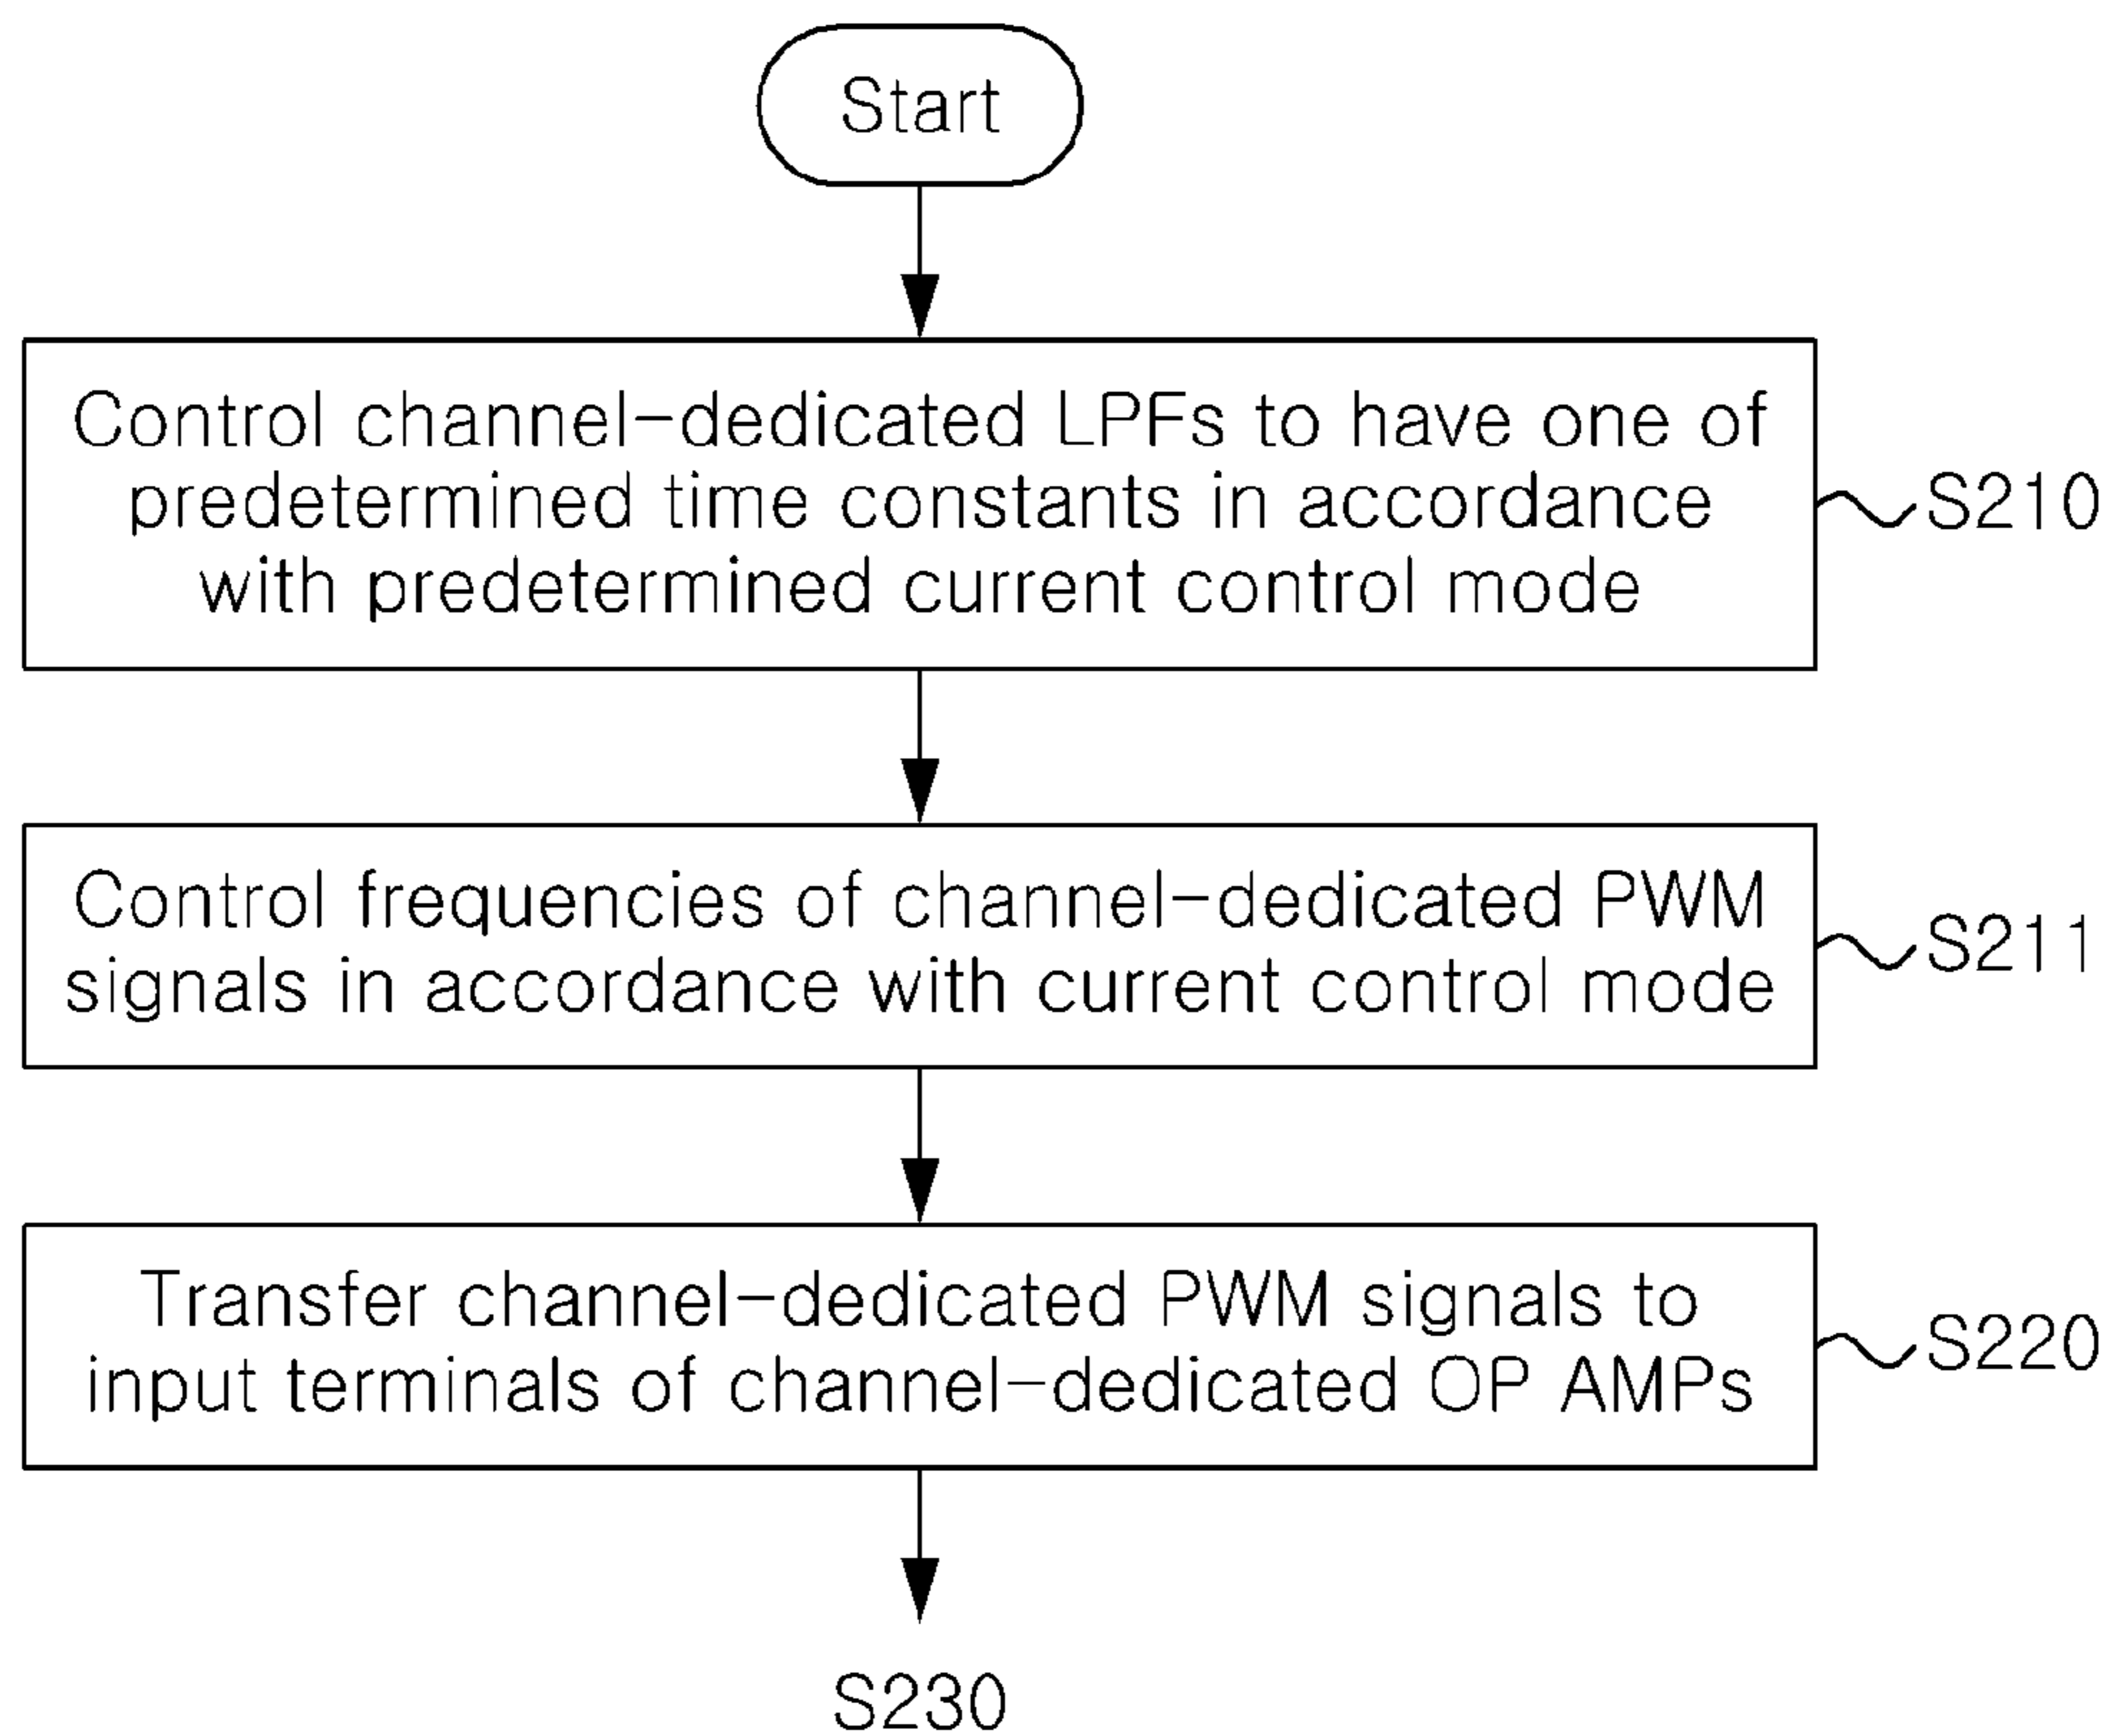 Start
Control channel-dedicated LPFs to have one of
predetermined time constants in accordance
with predetermined current control mode
S210
Control frequencies of channel-dedicated PWM
signals in accordance with current control mode
S211
Transfer channel-dedicated PWM signals to
input terminals of channel-dedicated OP AMPs
S220
S230